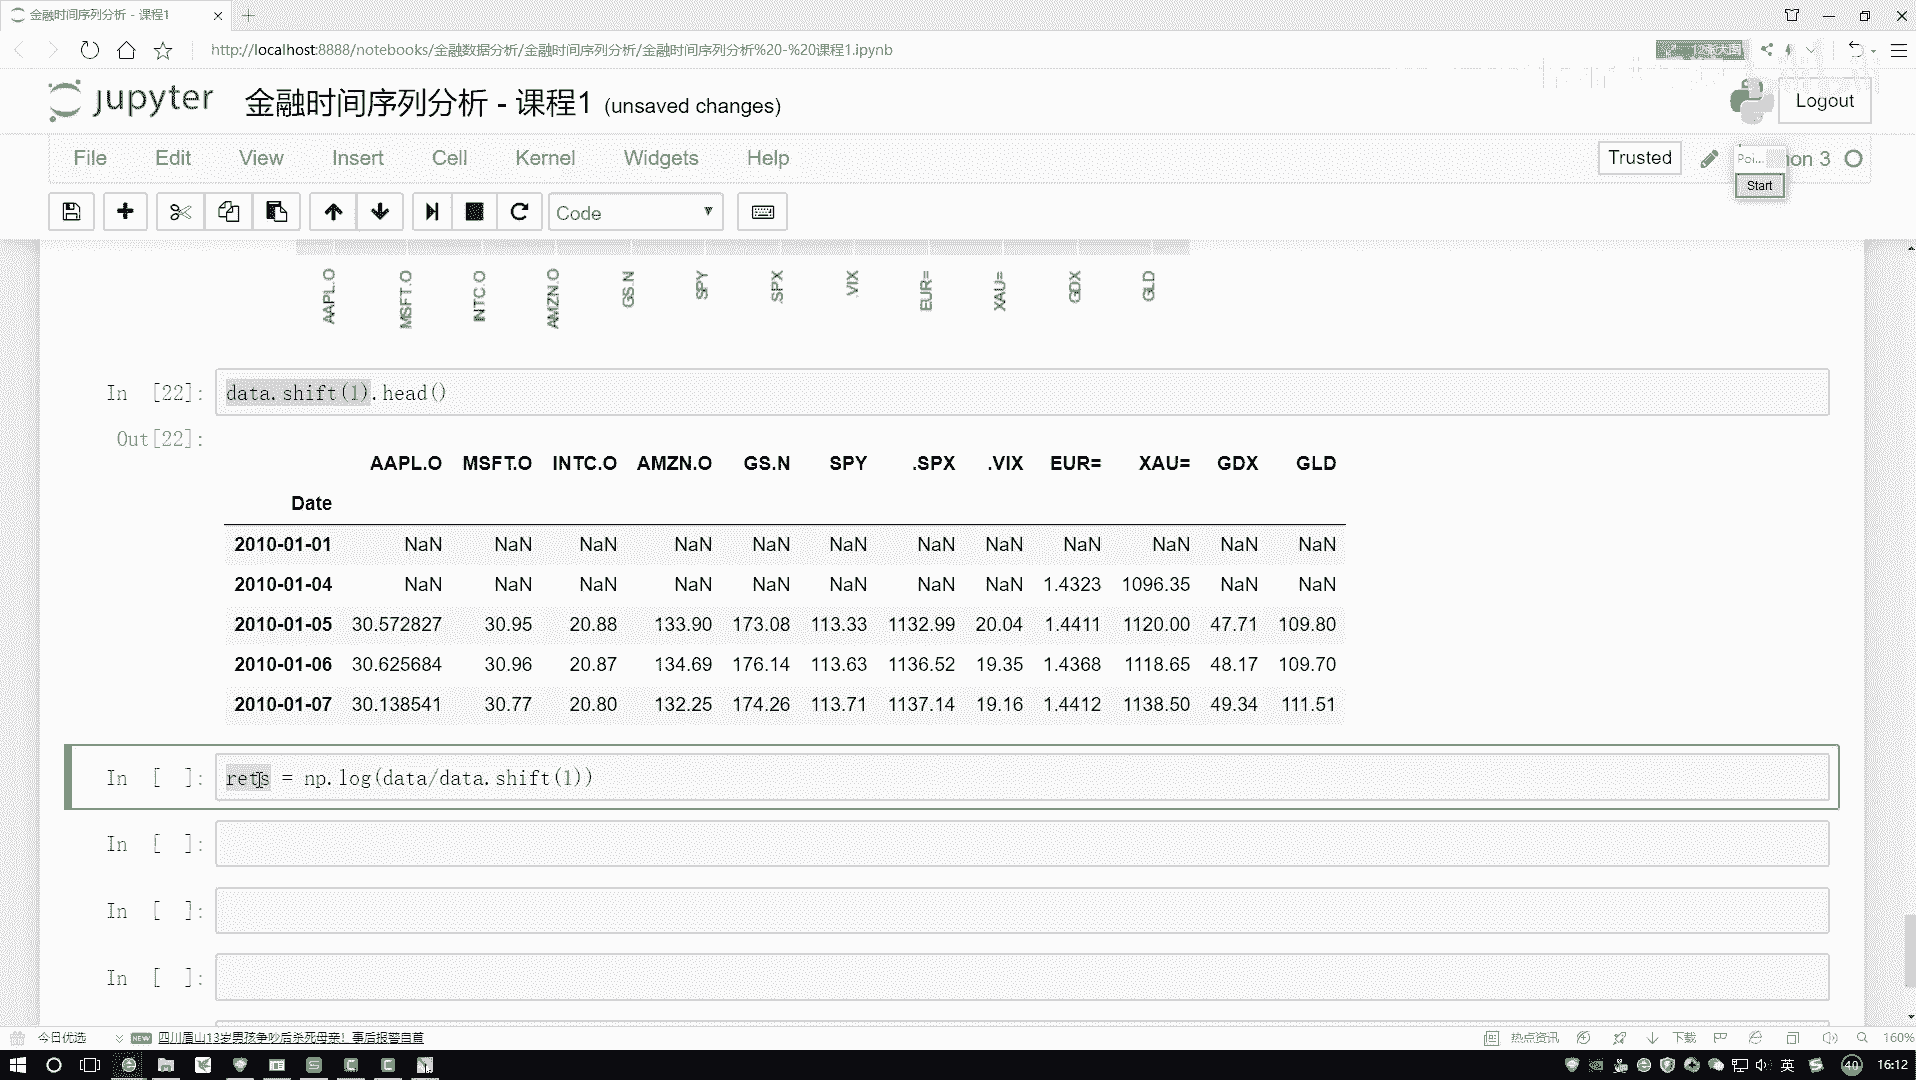 金融时间序列分析 - 课程1
http://localhost:8888/notebooks/金融数据分析/金融时间序列分析/金融时间序列分析%20-%20课程1.ipynb
jupyter 金融时间序列分析 - 课程1 (unsaved changes)
Logout
File Edit View Insert Cell Kernel Widgets Help
Trusted
Poi... hon 3
Start
Code
AAPL.O MSFT.O INTC.O AMZN.O GS.N SPY .SPX .VIX EUR= XAU= GDX GLD
In [22]: data.shift(1).head()
Out[22]:
AAPL.O MSFT.O INTC.O AMZN.O GS.N SPY .SPX .VIX EUR= XAU= GDX GLD
Date
2010-01-01 NaN NaN NaN NaN NaN NaN NaN NaN NaN NaN NaN NaN
2010-01-04 NaN NaN NaN NaN NaN NaN NaN NaN 1.4323 1096.35 NaN NaN
2010-01-05 30.572827 30.95 20.88 133.90 173.08 113.33 1132.99 20.04 1.4411 1120.00 47.71 109.80
2010-01-06 30.625684 30.96 20.87 134.69 176.14 113.63 1136.52 19.35 1.4368 1118.65 48.17 109.70
2010-01-07 30.138541 30.77 20.80 132.25 174.26 113.71 1137.14 19.16 1.4412 1138.50 49.34 111.51
In [ ]: rets = np.log(data/data.shift(1))
In [ ]:
In [ ]:
In [ ]:
今日优选 NEW 四川眉山13岁男孩争吵后杀死母亲！事后报警自首
热点资讯 下载 160%
英 40 16:12